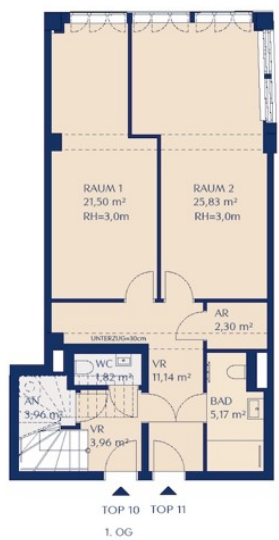 RAUM 1
21,50 m²
RH=3,0m
RAUM 2
25,83 m²
RH=3,0m
AR
2,30 m²
UNTERZUG=30cm
WC
1,82 m²
VR
11,14 m²
AN
3,96 m²
VR
3,96 m²
BAD
5,17 m²
TOP 10
TOP 11
1. OG